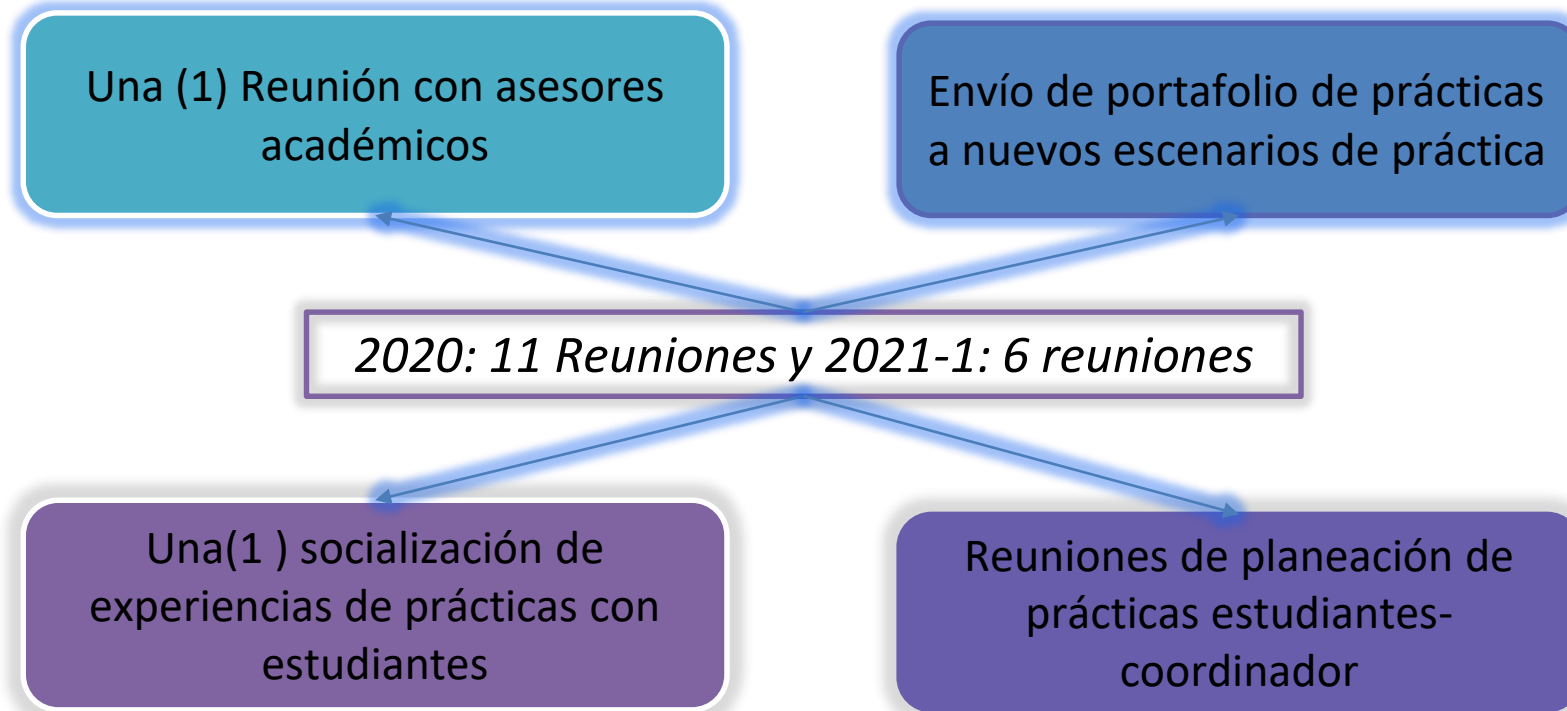 Una (1) Reunión con asesores
académicos
Envío de portafolio de prácticas
a nuevos escenarios de práctica
2020: 11 Reuniones y 2021-1: 6 reuniones
Una(1 ) socialización de
experiencias de prácticas con
estudiantes
Reuniones de planeación de
prácticas estudiantes-
coordinador